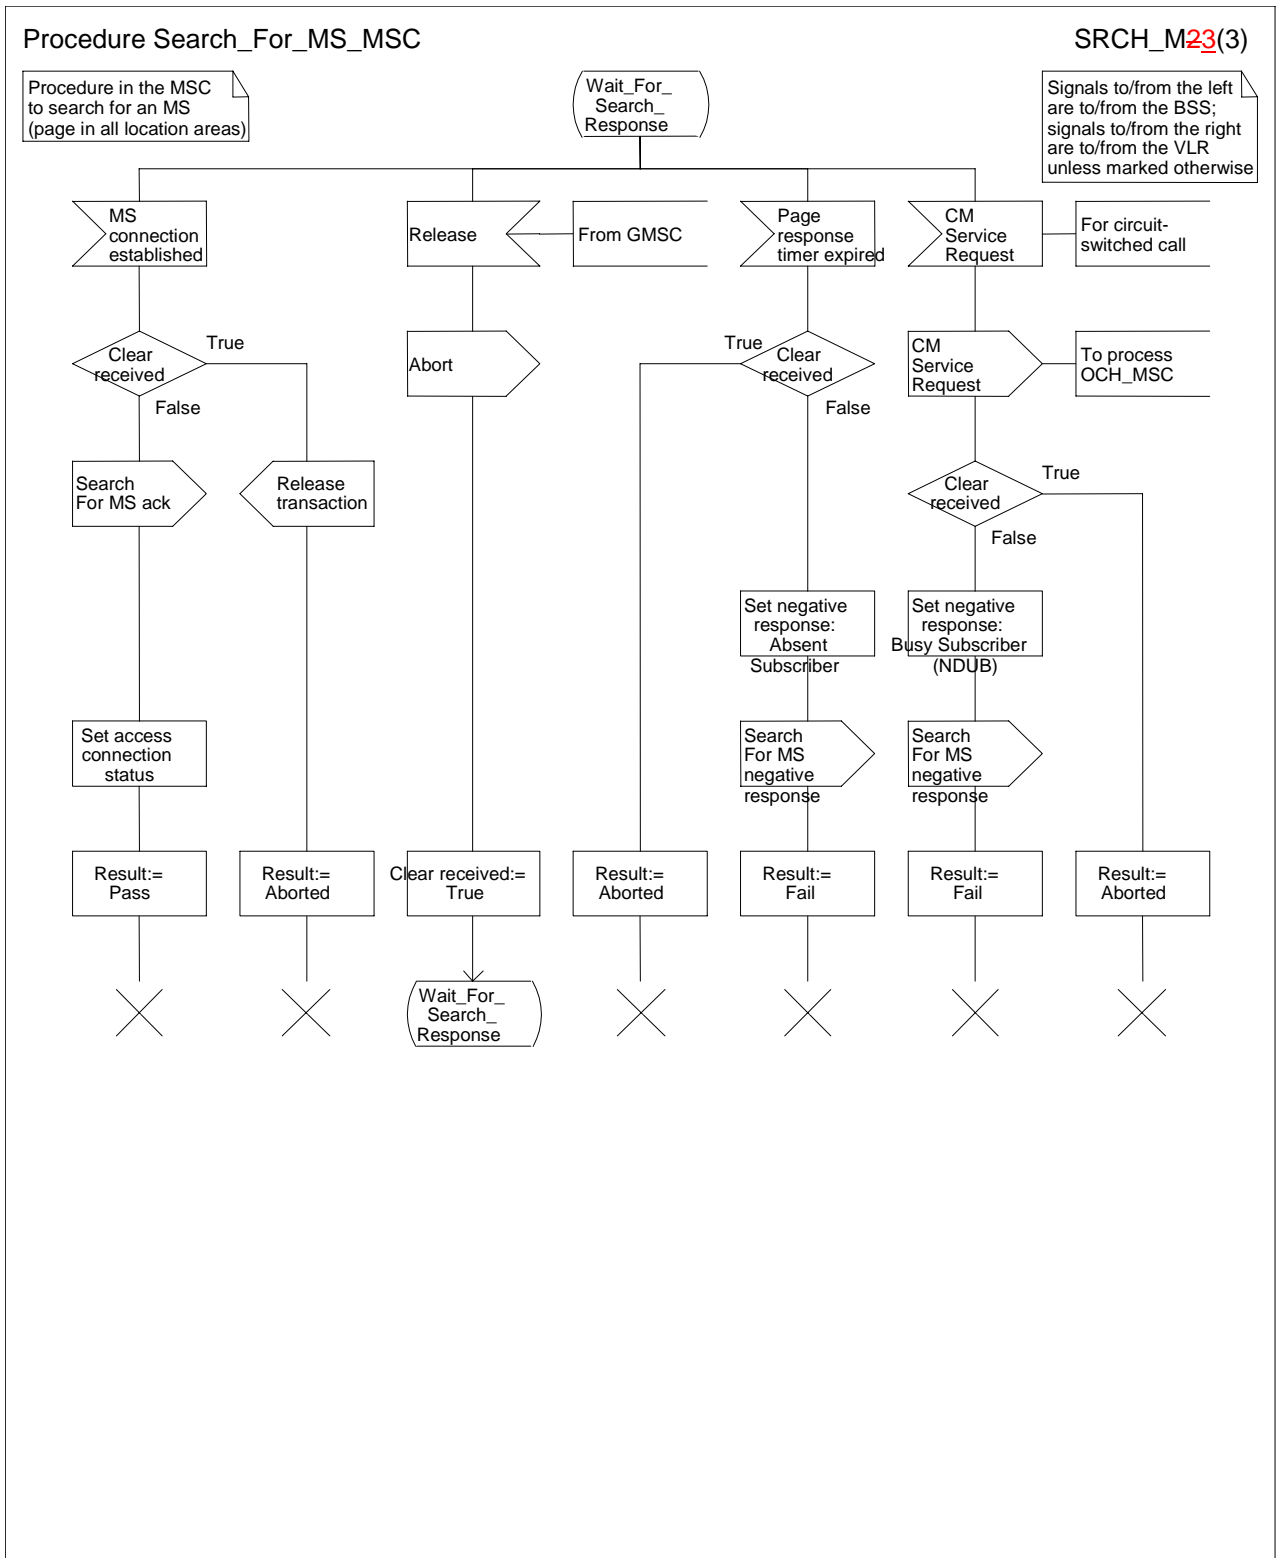 Procedure Search_For_MS_MSC
SRCH_M23(3)
Procedure in the MSC
to search for an MS
(page in all location areas)
Wait_For_
Search_
Response
Signals to/from the left
are to/from the BSS;
signals to/from the right
are to/from the VLR
unless marked otherwise
MS
connection
established
Release
From GMSC
Page
response
timer expired
CM
Service
Request
For circuit-
switched call
Clear
received
True
False
Abort
True
Clear
received
False
CM
Service
Request
To process
OCH_MSC
Search
For MS ack
Release
transaction
Clear
received
True
False
Set negative
response:
Absent
Subscriber
Set negative
response:
Busy Subscriber
(NDUB)
Set access
connection
status
Search
For MS
negative
response
Search
For MS
negative
response
Result:=
Pass
Result:=
Aborted
Clear received:=
True
Result:=
Aborted
Result:=
Fail
Result:=
Fail
Result:=
Aborted
Wait_For_
Search_
Response